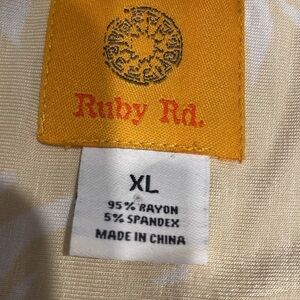 Ruby Rd.
XL
95% RAYON
5% SPANDEX
MADE IN CHINA